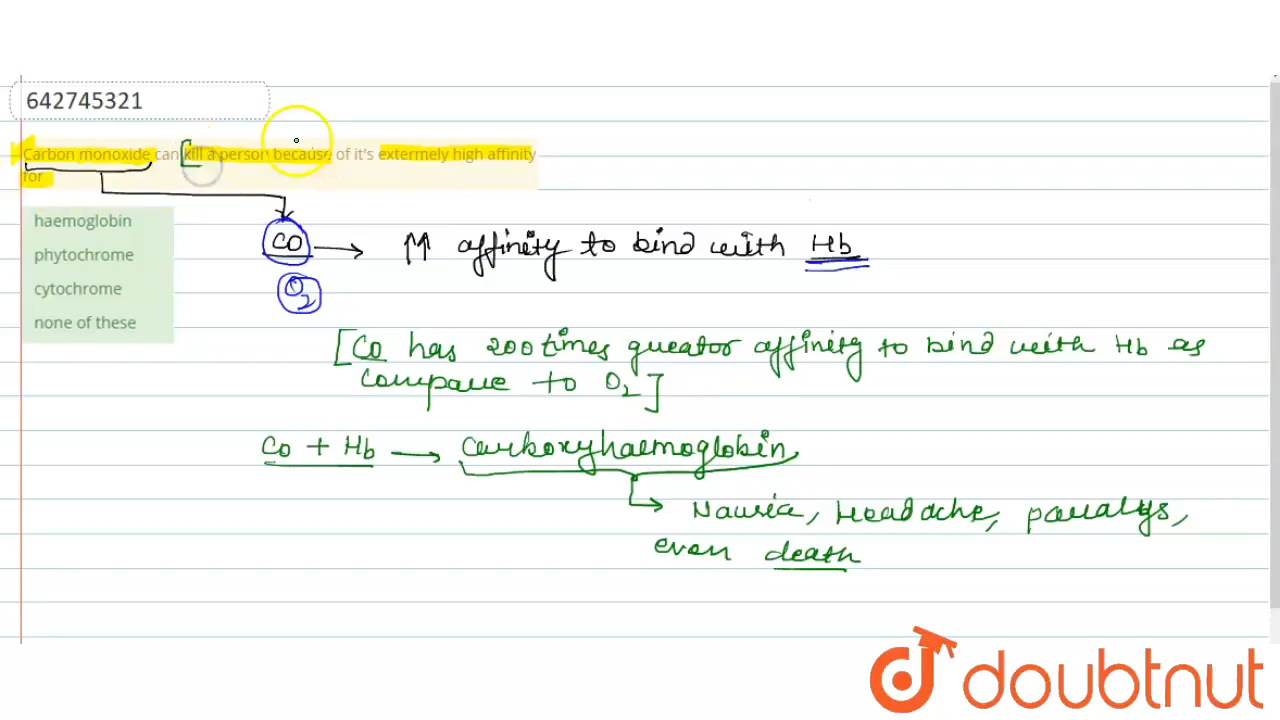 642745321
Carbon monoxide can kill a person because of it's extermely high affinity
for
haemoglobin
phytochrome
cytochrome
none of these
CO → ↑↑ affinity to bind with Hb
O₂
[CO has 200 times gueator affinity to bind with Hb as
compare to O₂]
CO + Hb → Carboxyhaemoglobin
Nausia, Headache, paralys,
even death
doubtnut